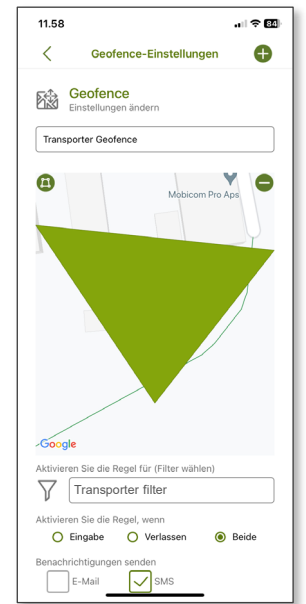 11.58
84
Geofence-Einstellungen
Geofence
Einstellungen ändern
Transporter Geofence
Mobicom Pro Aps
Google
Aktivieren Sie die Regel für (Filter wählen)
Transporter filter
Aktivieren Sie die Regel, wenn
Eingabe Verlassen Beide
Benachrichtigungen senden
E-Mail SMS